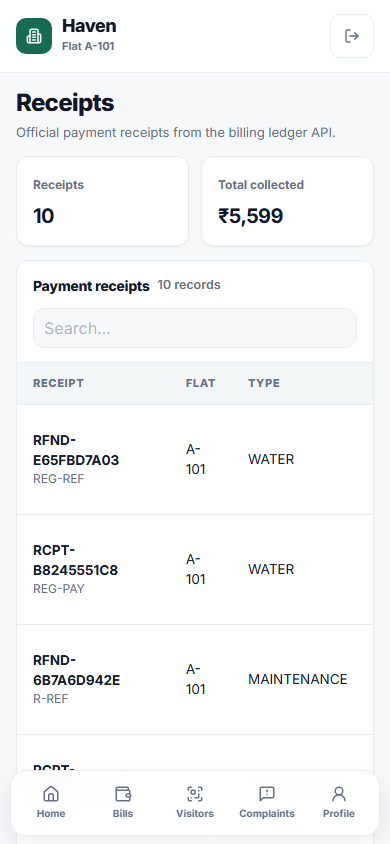 Haven
Flat A-101
Receipts
Official payment receipts from the billing ledger API.
Receipts
10
Total collected
₹5,599
Payment receipts 10 records
Search...
RECEIPT FLAT TYPE
RFND-
E65FBD7A03
REG-REF
A-
101
WATER
RCPT-
B8245551C8
REG-PAY
A-
101
WATER
RFND-
6B7A6D942E
R-REF
A-
101
MAINTENANCE
RCPT-
Home Bills Visitors Complaints Profile